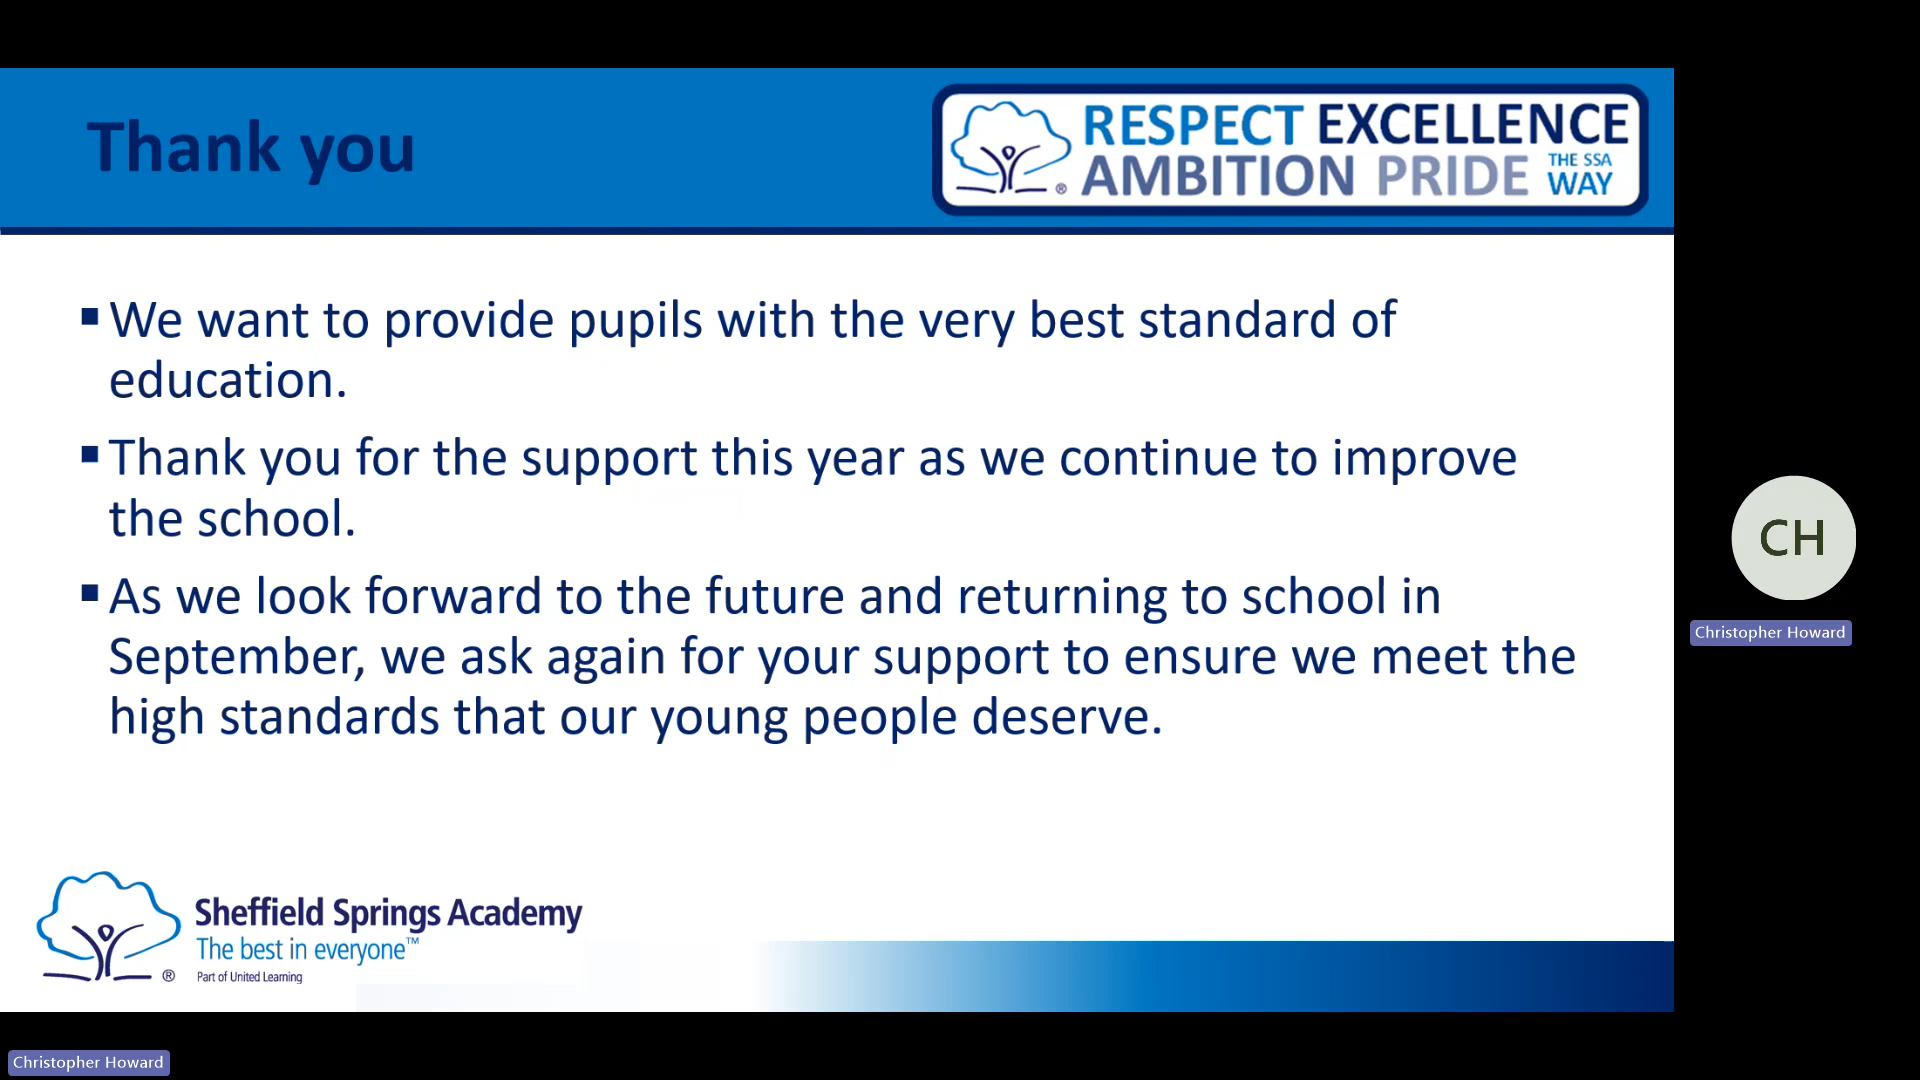 Thank you
RESPECT EXCELLENCE
AMBITION PRIDE THE SSA WAY
®
▪We want to provide pupils with the very best standard of
education.
▪Thank you for the support this year as we continue to improve
the school.
▪As we look forward to the future and returning to school in
September, we ask again for your support to ensure we meet the
high standards that our young people deserve.
CH
Christopher Howard
Sheffield Springs Academy
The best in everyone™
Part of United Learning
®
Christopher Howard